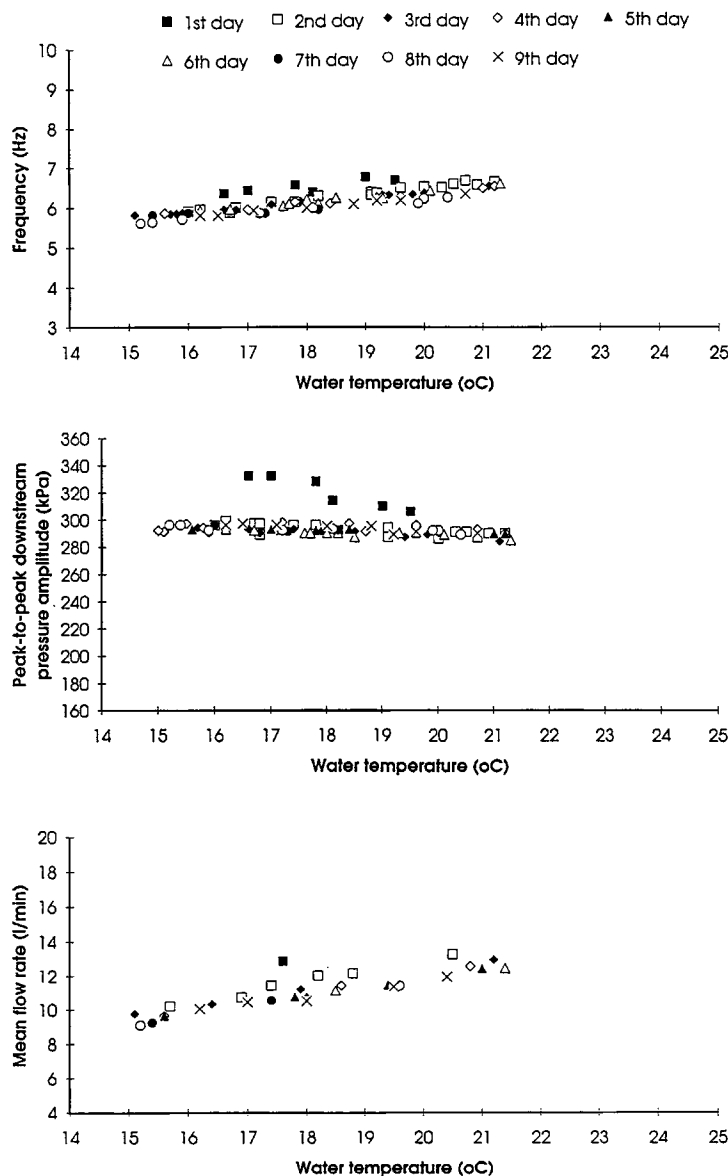 ■ 1st day □ 2nd day ◆ 3rd day ◇ 4th day ▲ 5th day
△ 6th day ● 7th day ○ 8th day × 9th day
10
9
8
7
6
5
4
3
Frequency (Hz)
14 15 16 17 18 19 20 21 22 23 24 25
Water temperature (oC)
360
340
320
300
280
260
240
220
200
180
160
Peak-to-peak downstream
pressure amplitude (kPa)
14 15 16 17 18 19 20 21 22 23 24 25
Water temperature (oC)
20
18
16
14
12
10
8
6
4
Mean flow rate (l/min)
14 15 16 17 18 19 20 21 22 23 24 25
Water temperature (oC)